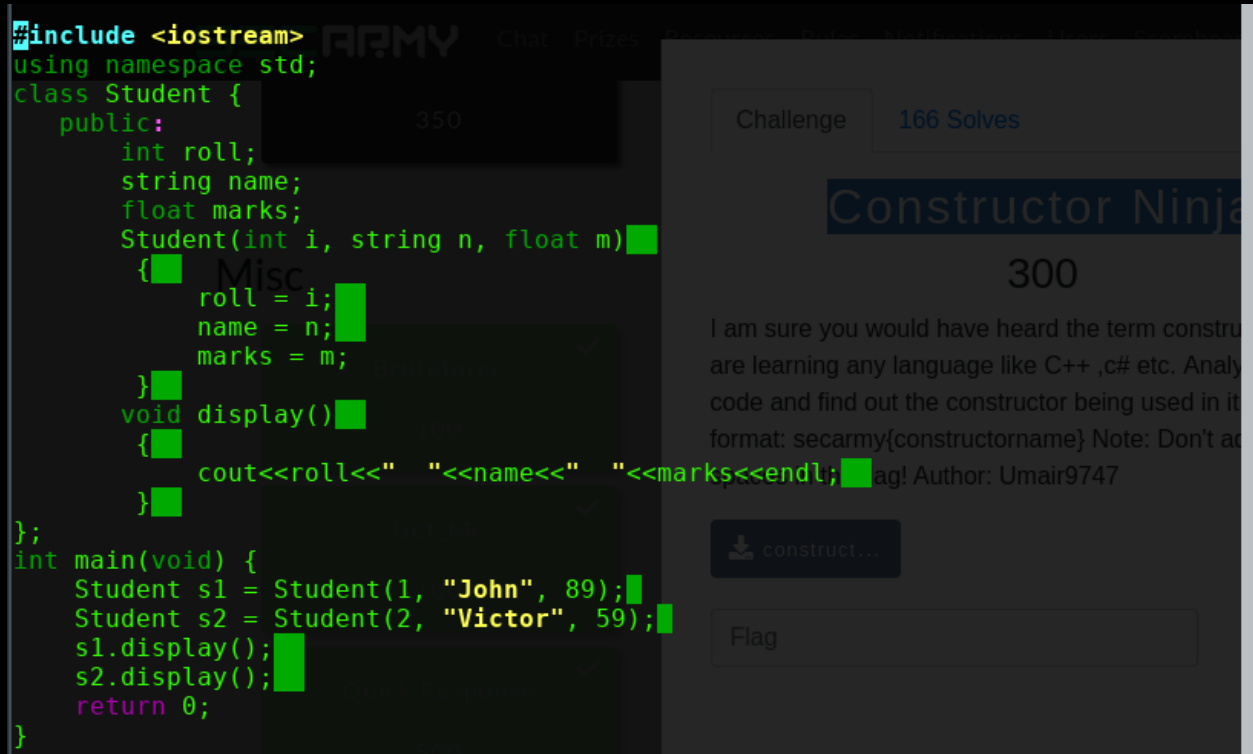 #include <iostream>
using namespace std;
class Student {
   public:
       int roll;
       string name;
       float marks;
       Student(int i, string n, float m)
        {
            roll = i;
            name = n;
            marks = m;
        }
       void display()
        {
            cout<<roll<<"  "<<name<<"  "<<marks<<endl;
        }
};
int main(void) {
    Student s1 = Student(1, "John", 89);
    Student s2 = Student(2, "Victor", 59);
    s1.display();
    s2.display();
    return 0;
}
ARMY Chat Prizes
350
Misc
Challenge 166 Solves
Constructor Ninja
300
I am sure you would have heard the term constru
are learning any language like C++ ,c# etc. Analy
code and find out the constructor being used in it
format: secarmy{constructorname} Note: Don't ad
ag! Author: Umair9747
construct...
Flag